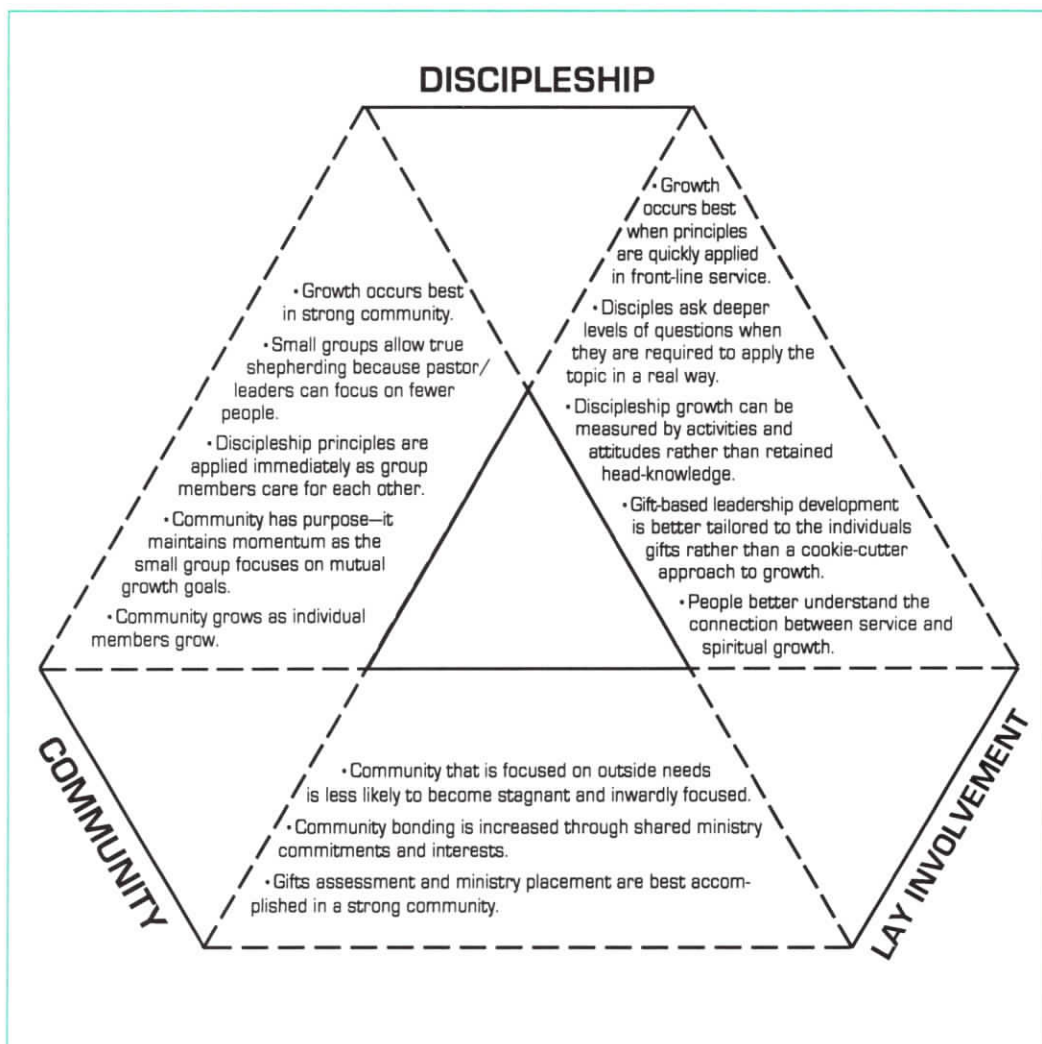 DISCIPLESHIP
• Growth occurs best
in strong community.
• Small groups allow true
shepherding because pastor/
leaders can focus on fewer
people.
• Discipleship principles are
applied immediately as group
members care for each other.
• Community has purpose—it
maintains momentum as the
small group focuses on mutual
growth goals.
• Community grows as individual
members grow.
• Growth
occurs best
when principles
are quickly applied
in front-line service.
• Disciples ask deeper
levels of questions when
they are required to apply the
topic in a real way.
• Discipleship growth can be
measured by activities and
attitudes rather than retained
head-knowledge.
• Gift-based leadership development
is better tailored to the individuals
gifts rather than a cookie-cutter
approach to growth.
• People better understand the
connection between service and
spiritual growth.
COMMUNITY
• Community that is focused on outside needs
is less likely to become stagnant and inwardly focused.
• Community bonding is increased through shared ministry
commitments and interests.
• Gifts assessment and ministry placement are best accom-
plished in a strong community.
LAY INVOLVEMENT